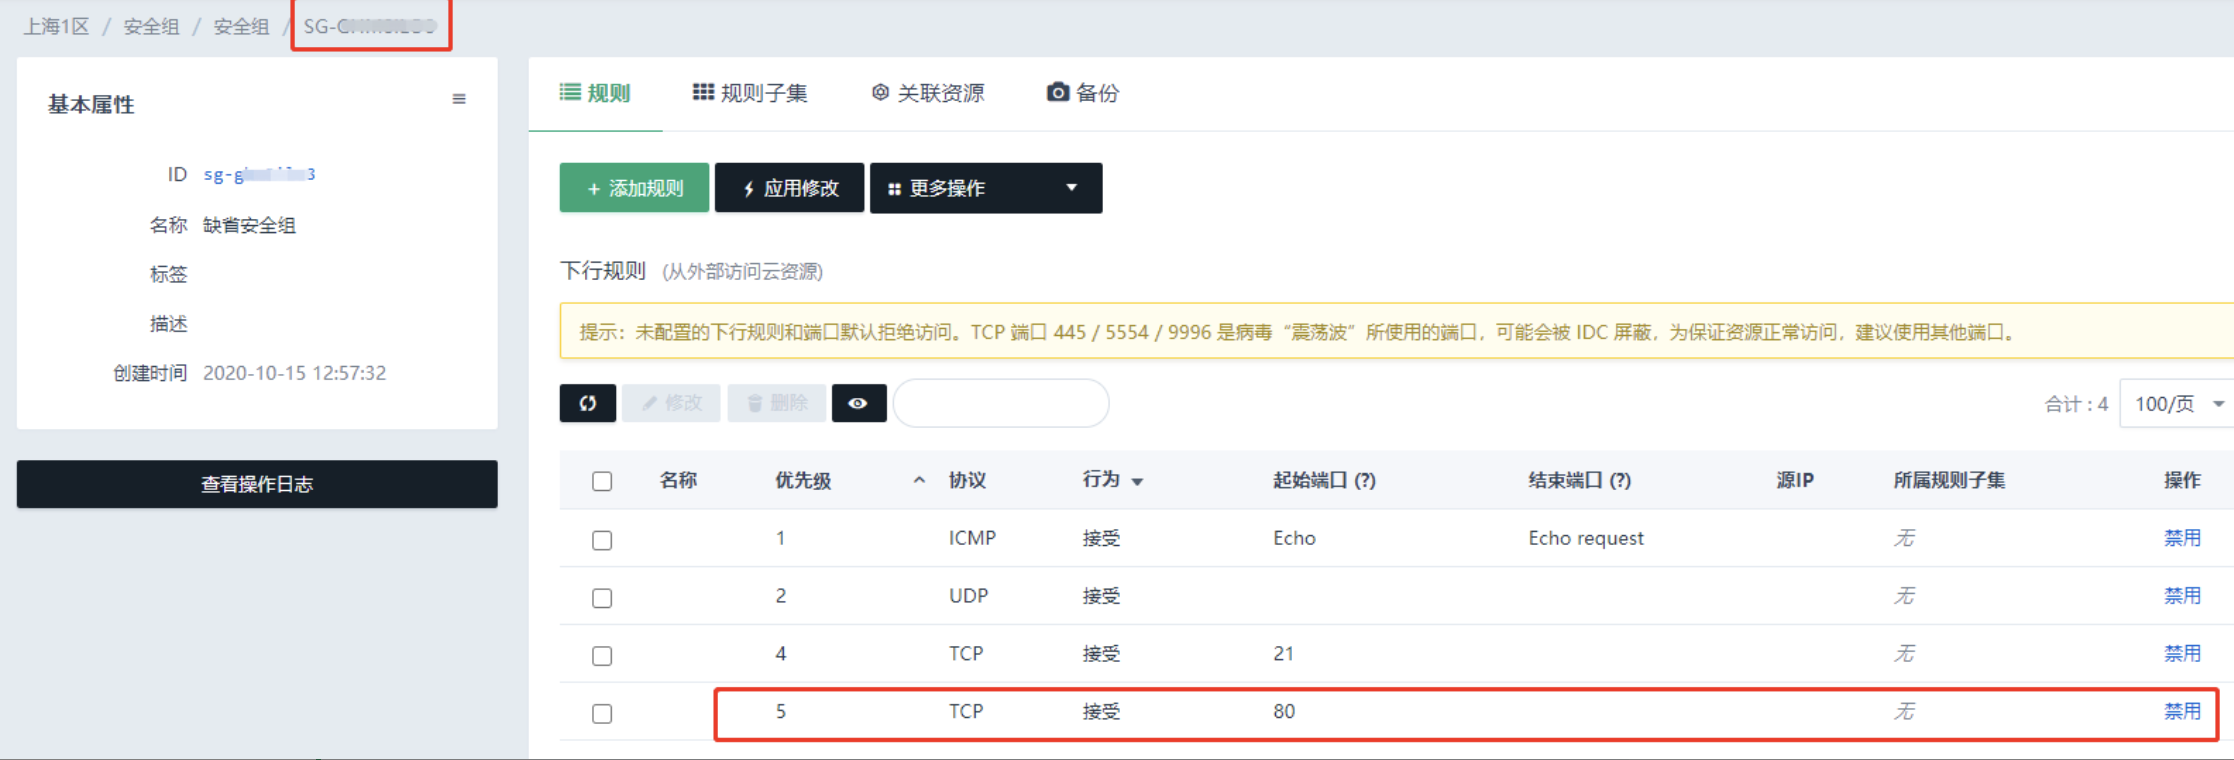 上海1区 / 安全组 / 安全组 / SG-
基本属性
ID sg-g 3
名称 缺省安全组
标签
描述
创建时间 2020-10-15 12:57:32
查看操作日志
规则 规则子集 关联资源 备份
+ 添加规则 应用修改 更多操作
下行规则 (从外部访问云资源)
提示：未配置的下行规则和端口默认拒绝访问。TCP 端口 445 / 5554 / 9996 是病毒“震荡波”所使用的端口，可能会被 IDC 屏蔽，为保证资源正常访问，建议使用其他端口。
修改 删除 合计 : 4 100/页
名称 优先级 协议 行为 起始端口 (?) 结束端口 (?) 源IP 所属规则子集 操作
1 ICMP 接受 Echo Echo request 无 禁用
2 UDP 接受 无 禁用
4 TCP 接受 21 无 禁用
5 TCP 接受 80 无 禁用